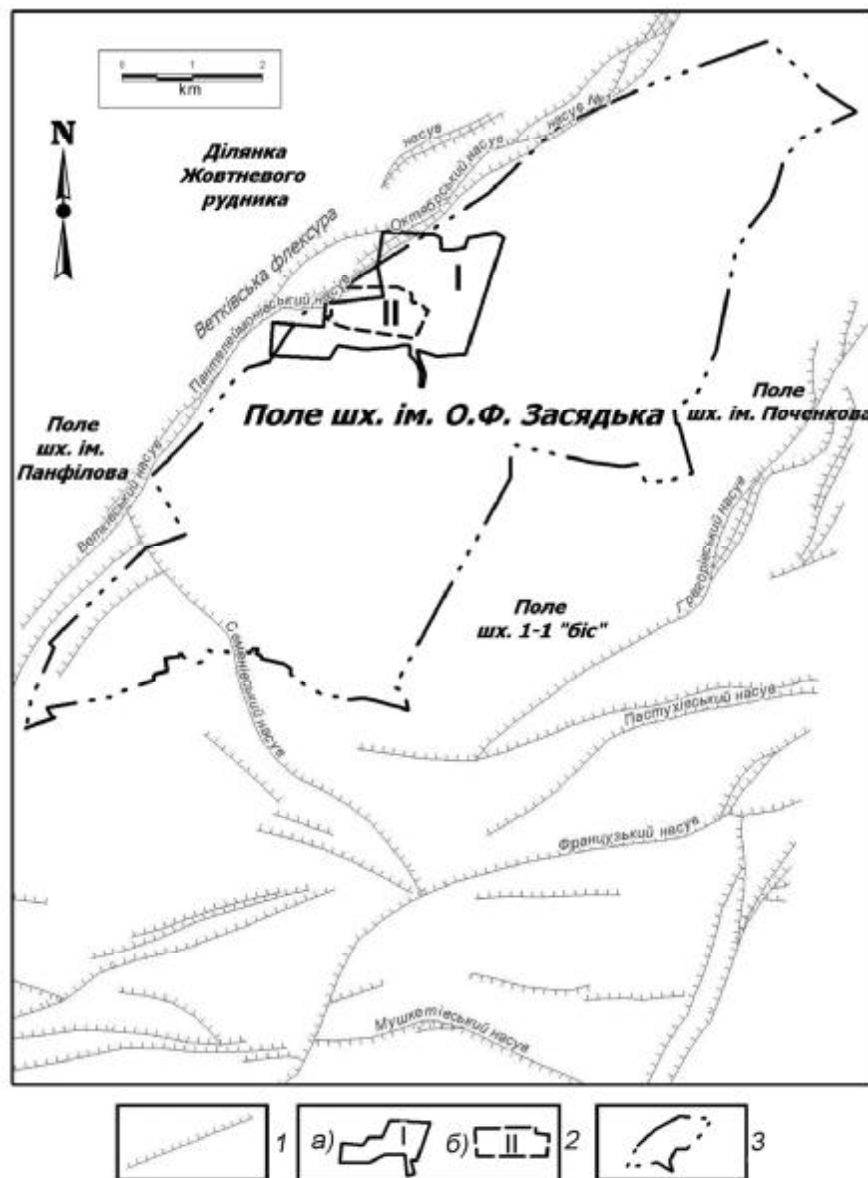 0 1 2
km
N
Ділянка
Жовтневого
рудника
насув
насув №1
Октябрський насув
Ветківська флексура
Пантелеймонівський насув
I
II
Поле шх. ім. О.Ф. Засядька
Поле
шх. ім. Поченкова
Поле
шх. ім.
Панфілова
Ветківський насув
Григорівський насув
Поле
шх. 1-1 "біс"
Семенівський насув
Пастухівський насув
Французький насув
Мушкетівський насув
1
а) I б) II 2
3